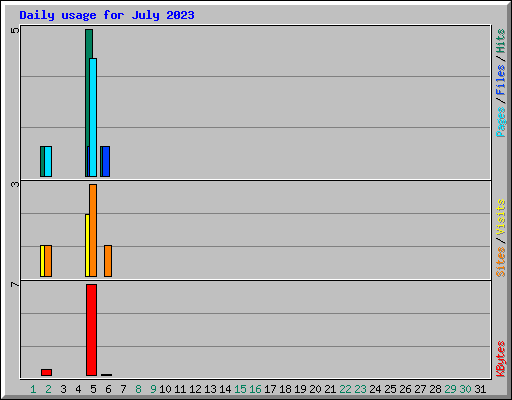 Daily usage for July 2023
5
Pages / Files / Hits
3
Sites / Visits
7
KBytes
1 2 3 4 5 6 7 8 9 10 11 12 13 14 15 16 17 18 19 20 21 22 23 24 25 26 27 28 29 30 31